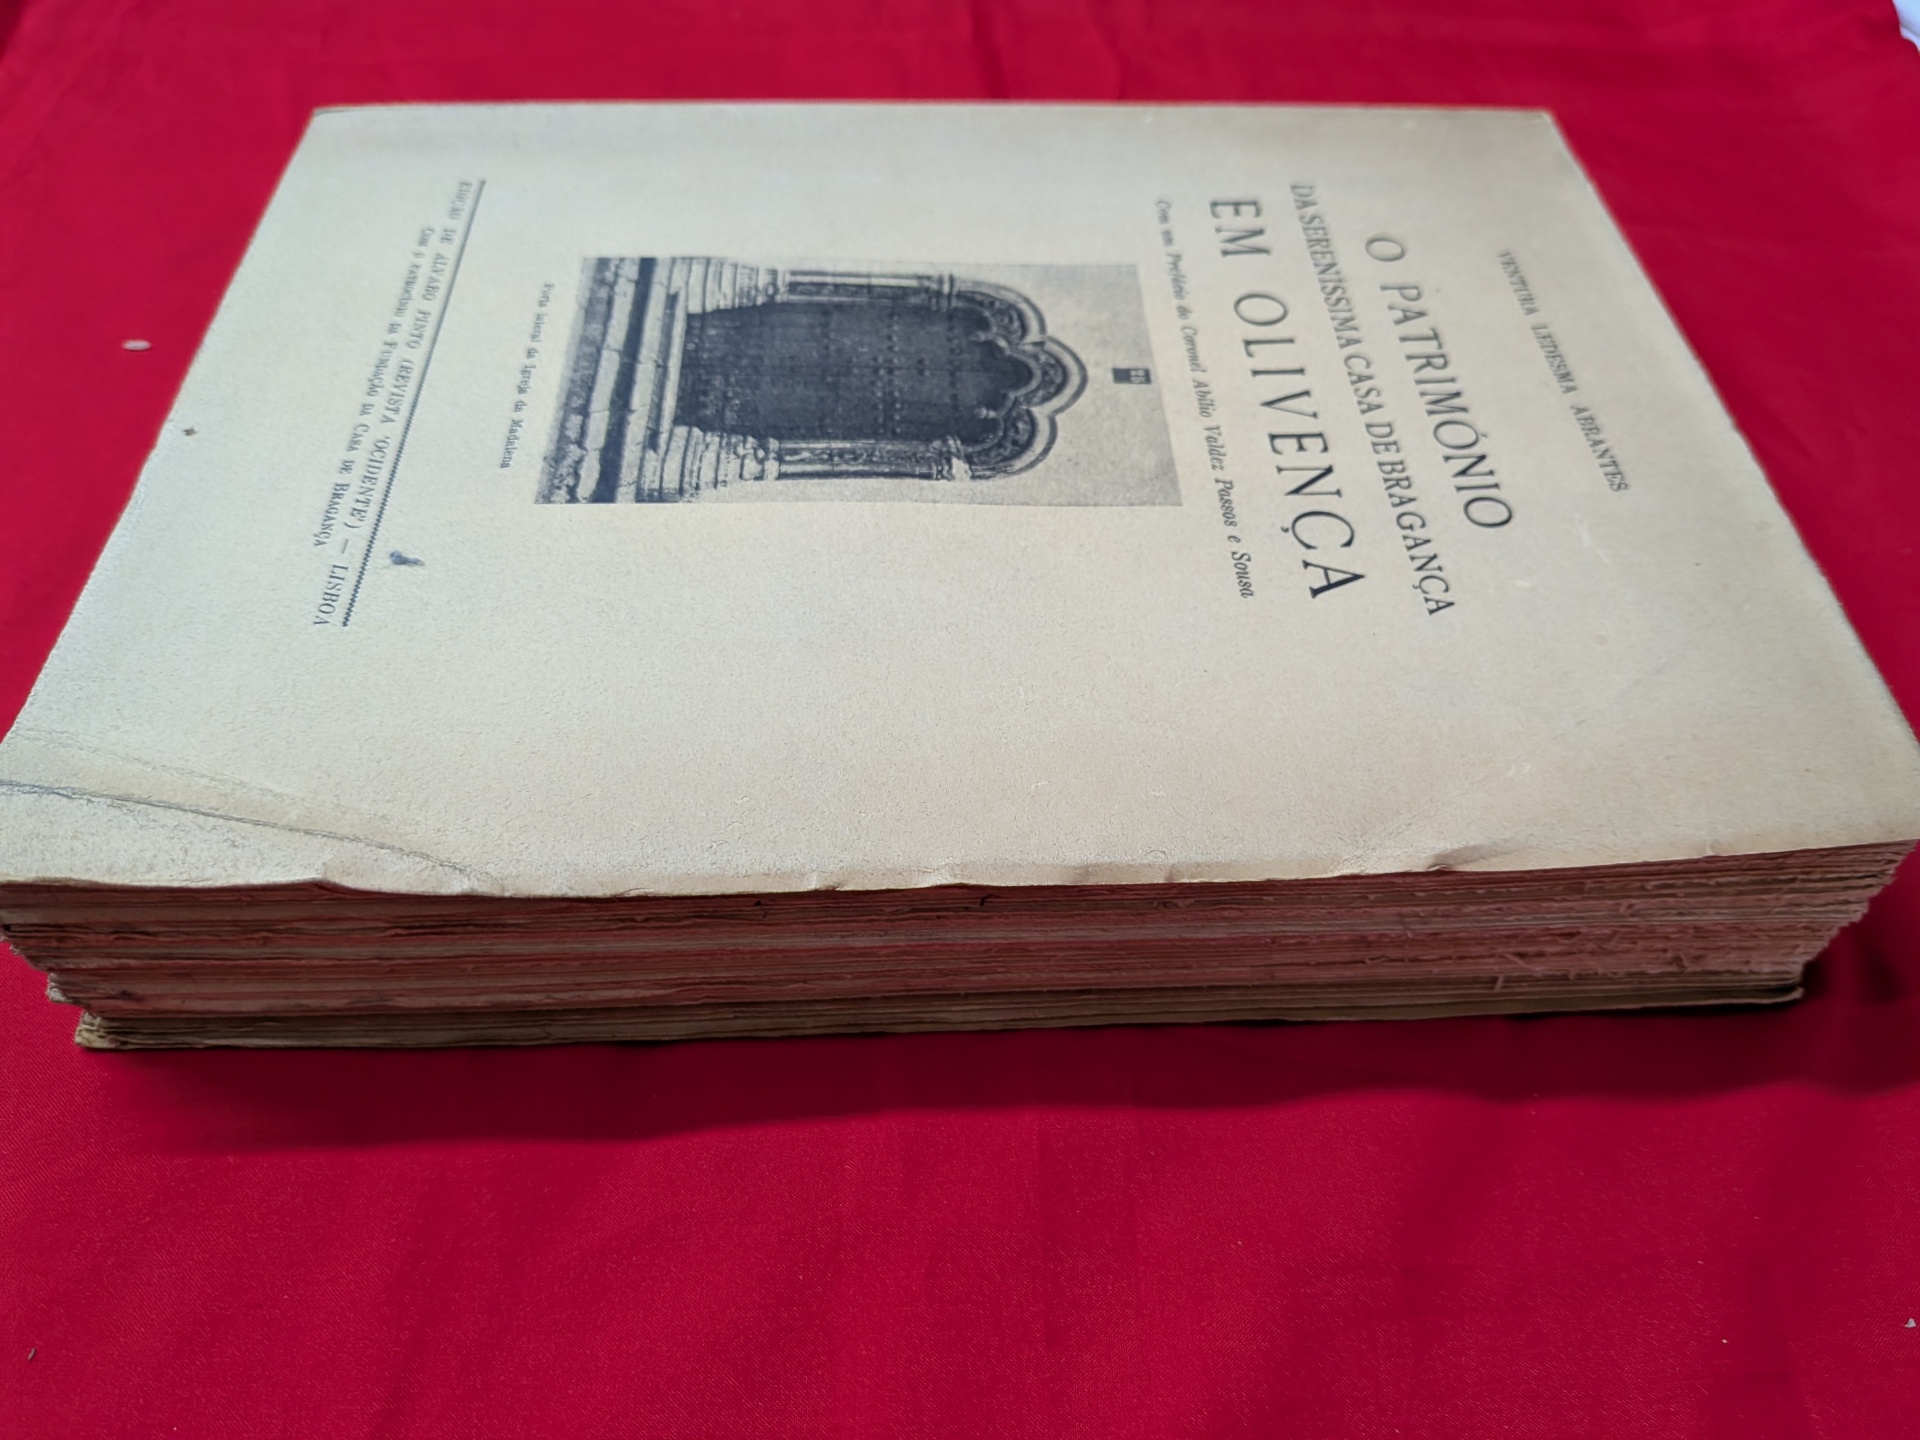 VENTURA LEDESMA ABRANTES
O PATRIMÓNIO
DA SERENÍSSIMA CASA DE BRAGANÇA
EM OLIVENÇA
Com um Prefácio do Coronel Abílio Valdez Passos e Sousa
28
Porta lateral da Igreja da Madalena
EDIÇÃO DE ÁLVARO PINTO (REVISTA 'OCIDENTE') — LISBOA
Com o patrocínio da Fundação da Casa de Bragança